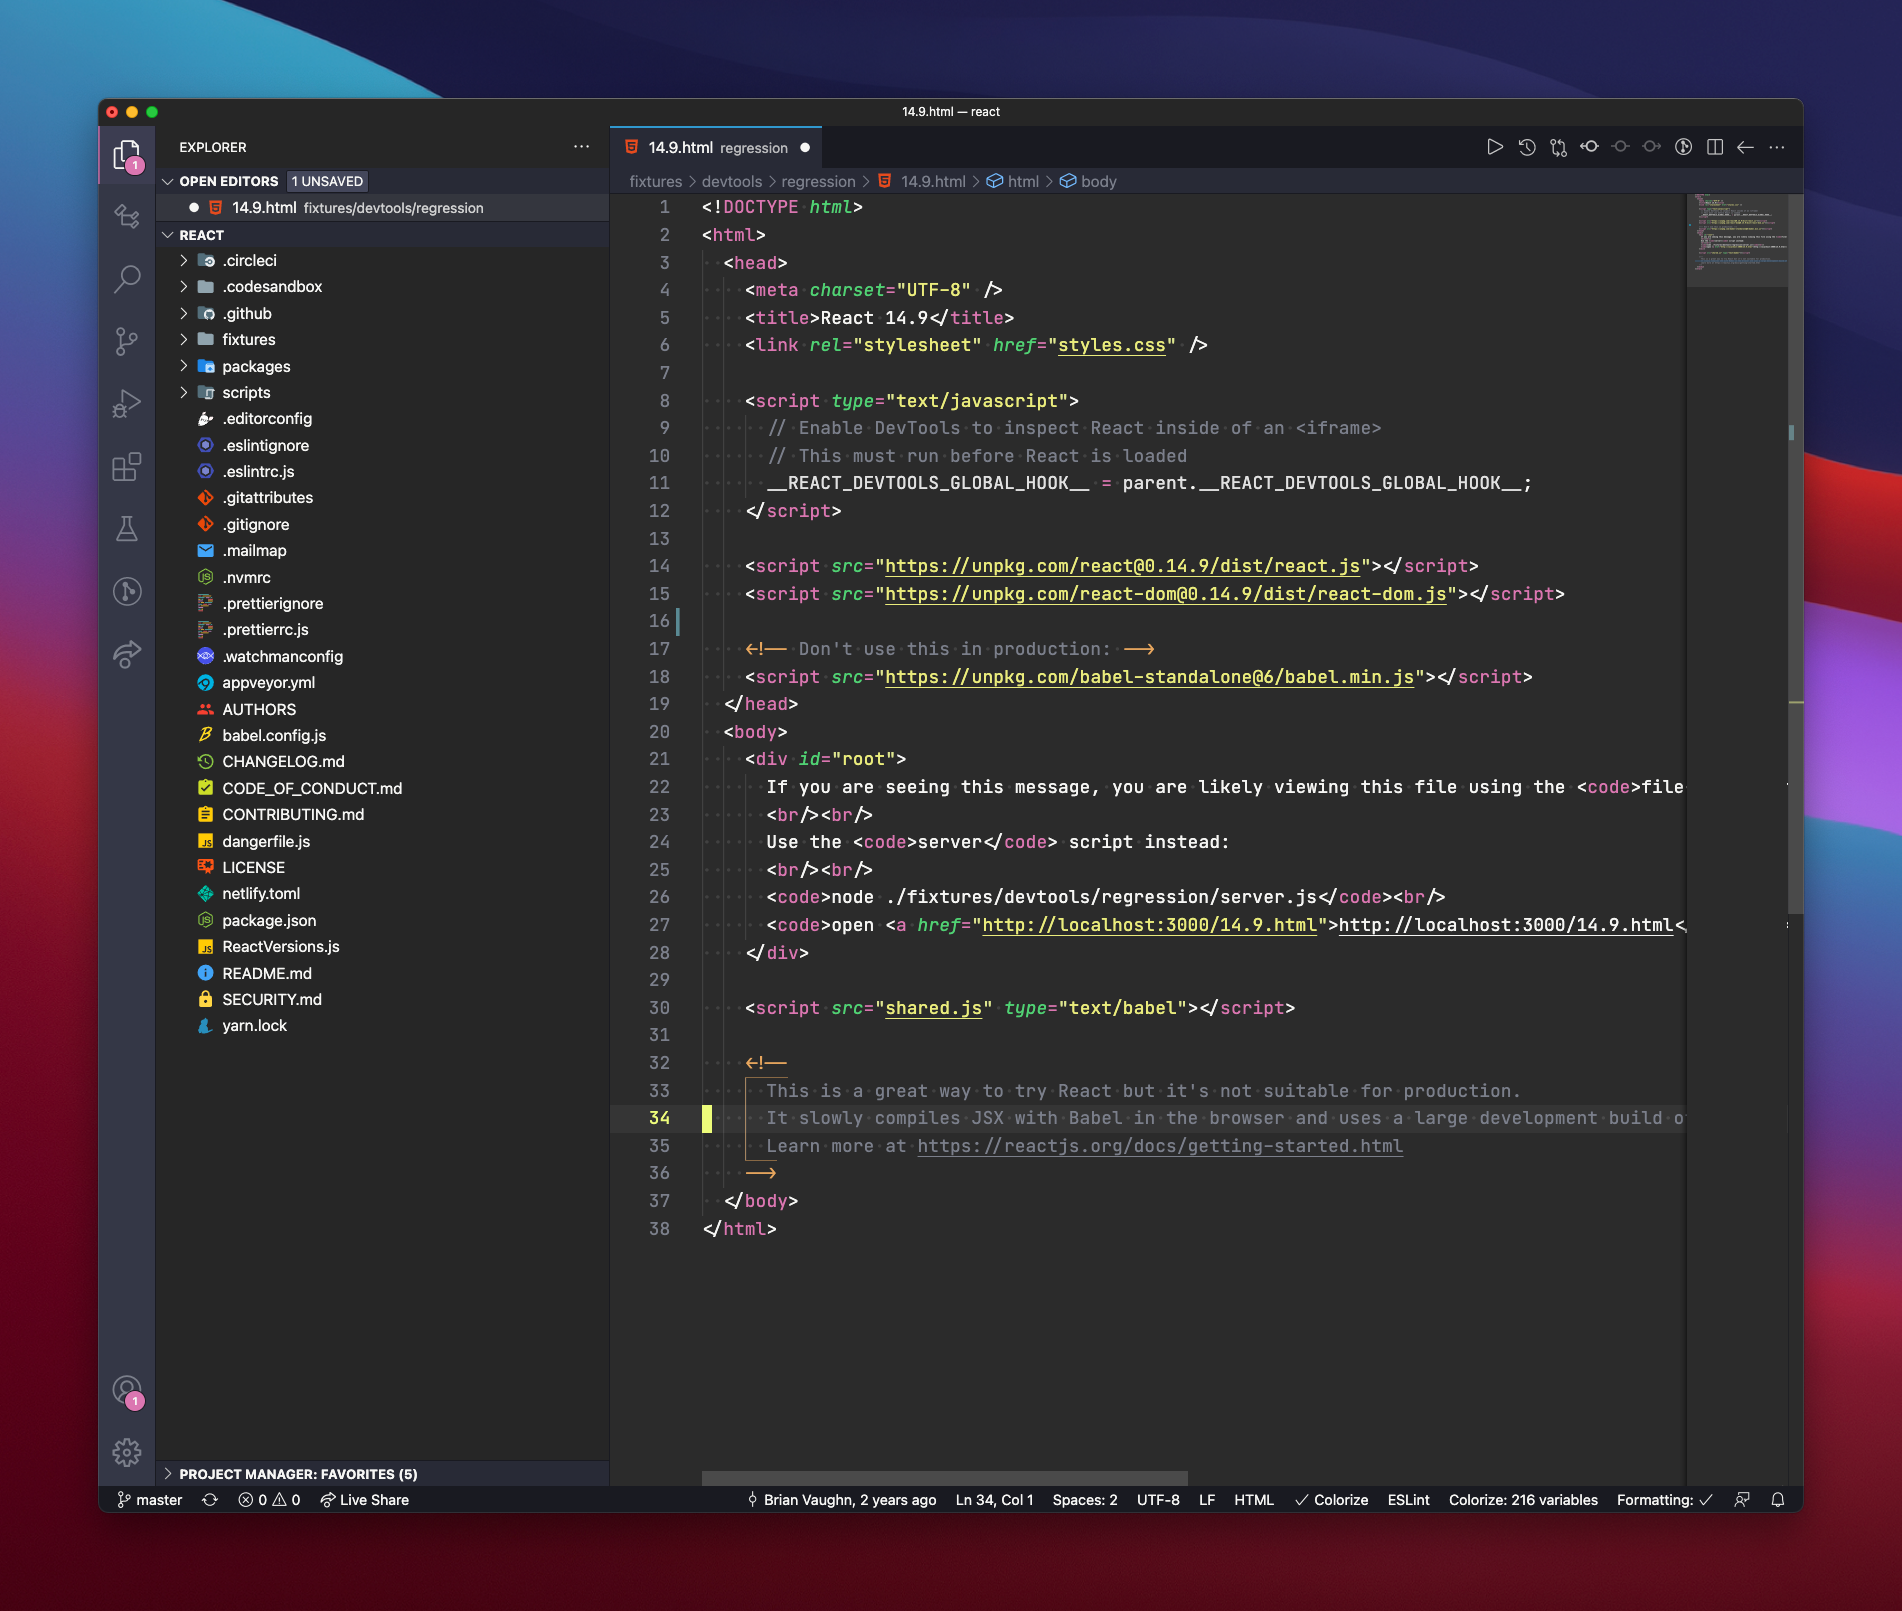 14.9.html — react
1
EXPLORER
OPEN EDITORS 1 UNSAVED
14.9.html fixtures/devtools/regression
REACT
.circleci
.codesandbox
.github
fixtures
packages
scripts
.editorconfig
.eslintignore
.eslintrc.js
.gitattributes
.gitignore
.mailmap
.nvmrc
.prettierignore
.prettierrc.js
.watchmanconfig
appveyor.yml
AUTHORS
babel.config.js
CHANGELOG.md
CODE_OF_CONDUCT.md
CONTRIBUTING.md
dangerfile.js
LICENSE
netlify.toml
package.json
ReactVersions.js
README.md
SECURITY.md
yarn.lock
1
PROJECT MANAGER: FAVORITES (5)
14.9.html regression
fixtures > devtools > regression > 14.9.html > html > body
1 <!DOCTYPE html>
2 <html>
3 <head>
4 <meta charset="UTF-8" />
5 <title>React 14.9</title>
6 <link rel="stylesheet" href="styles.css" />
7
8 <script type="text/javascript">
9 // Enable DevTools to inspect React inside of an <iframe>
10 // This must run before React is loaded
11 __REACT_DEVTOOLS_GLOBAL_HOOK__ = parent.__REACT_DEVTOOLS_GLOBAL_HOOK__;
12 </script>
13
14 <script src="https://unpkg.com/react@0.14.9/dist/react.js"></script>
15 <script src="https://unpkg.com/react-dom@0.14.9/dist/react-dom.js"></script>
16
17 <!-- Don't use this in production: -->
18 <script src="https://unpkg.com/babel-standalone@6/babel.min.js"></script>
19 </head>
20 <body>
21 <div id="root">
22 If you are seeing this message, you are likely viewing this file using the <code>file
23 <br/><br/>
24 Use the <code>server</code> script instead:
25 <br/><br/>
26 <code>node ./fixtures/devtools/regression/server.js</code><br/>
27 <code>open <a href="http://localhost:3000/14.9.html">http://localhost:3000/14.9.html<
28 </div>
29
30 <script src="shared.js" type="text/babel"></script>
31
32 <!--
33 This is a great way to try React but it's not suitable for production.
34 It slowly compiles JSX with Babel in the browser and uses a large development build o
35 Learn more at https://reactjs.org/docs/getting-started.html
36 -->
37 </body>
38 </html>
master 0 0 Live Share Brian Vaughn, 2 years ago Ln 34, Col 1 Spaces: 2 UTF-8 LF HTML ✓ Colorize ESLint Colorize: 216 variables Formatting: ✓